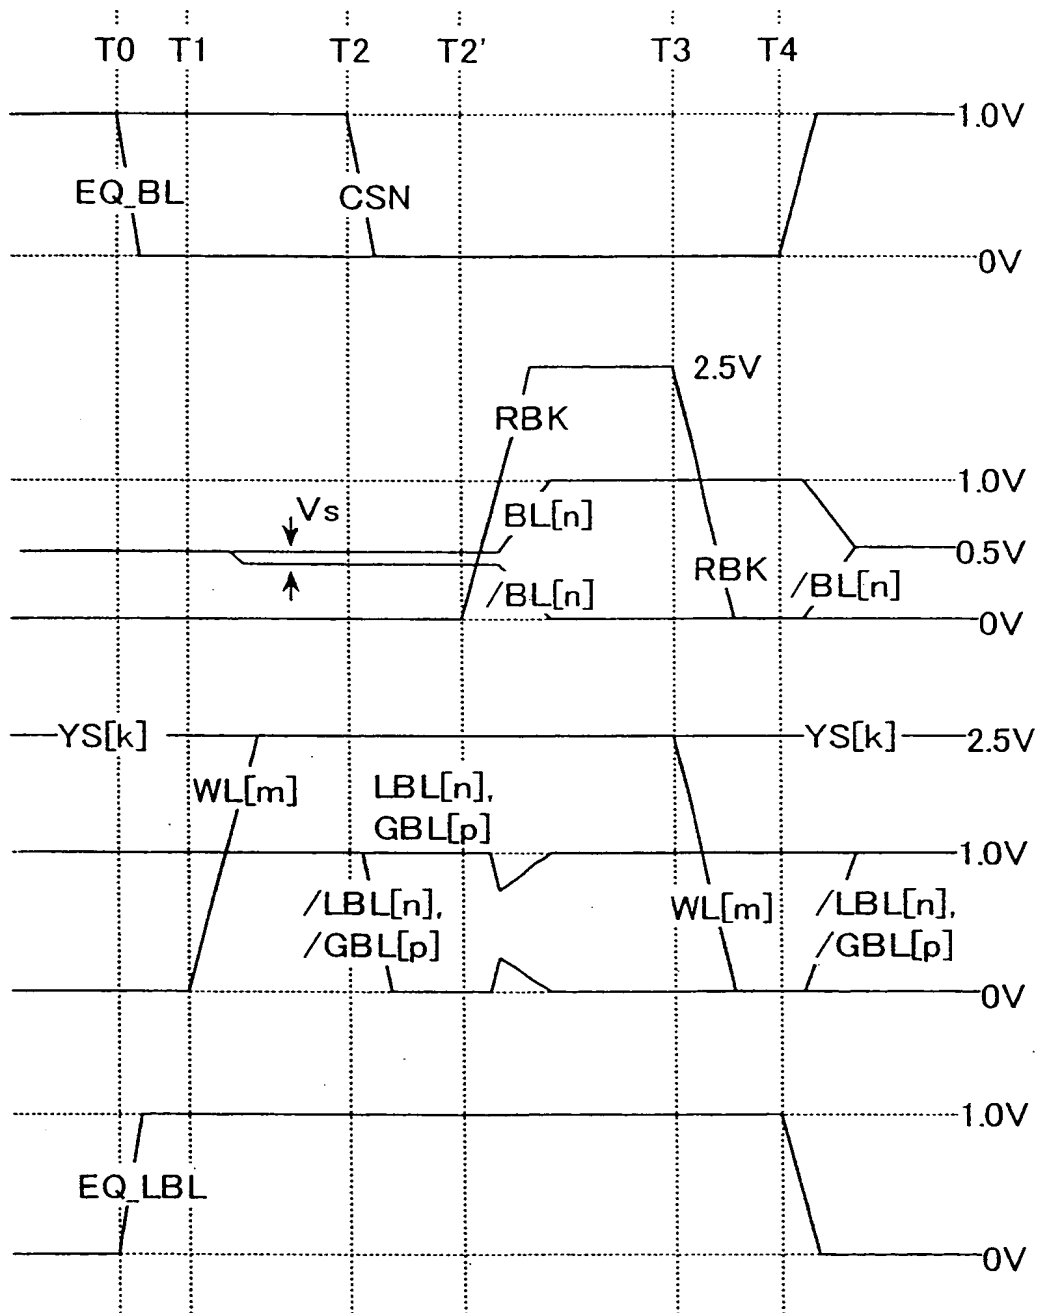 T0 T1 T2 T2' T3 T4
1.0V
EQ_BL CSN
0V
2.5V
RBK
1.0V
Vs BL[n]
0.5V
RBK
/BL[n] /BL[n]
0V
YS[k] YS[k] 2.5V
WL[m] LBL[n],
GBL[p]
1.0V
/LBL[n], WL[m] /LBL[n],
/GBL[p] /GBL[p]
0V
1.0V
EQ_LBL
0V